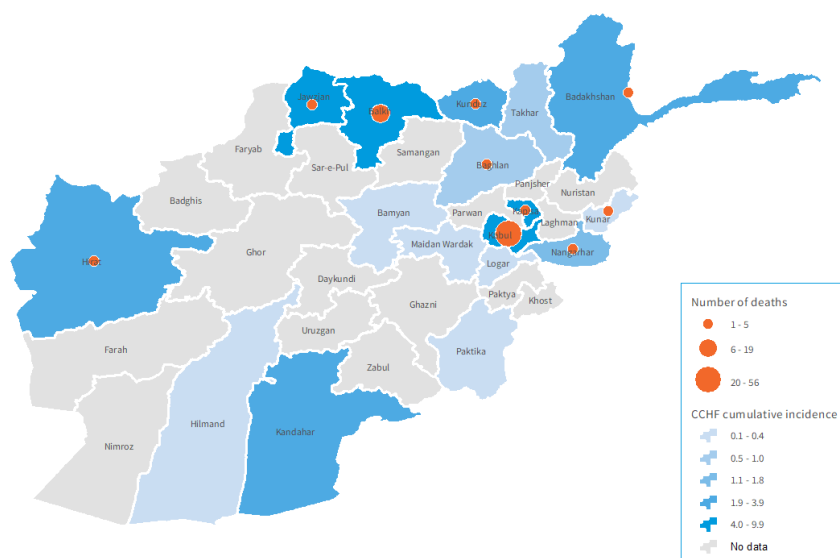 Jawzjan
Balkh
Kunduz
Badakhshan
Takhar
Faryab
Samangan
Sar-e-Pul
Baghlan
Panjsher
Nuristan
Badghis
Bamyan
Parwan
Kapisa
Laghman
Kunar
Kabul
Maidan Wardak
Nangarhar
Ghor
Hirat
Logar
Daykundi
Paktya
Khost
Ghazni
Uruzgan
Farah
Paktika
Zabul
Hilmand
Kandahar
Nimroz
Number of deaths
1 - 5
6 - 19
20 - 56
CCHF cumulative incidence
0.1 - 0.4
0.5 - 1.0
1.1 - 1.8
1.9 - 3.9
4.0 - 9.9
No data